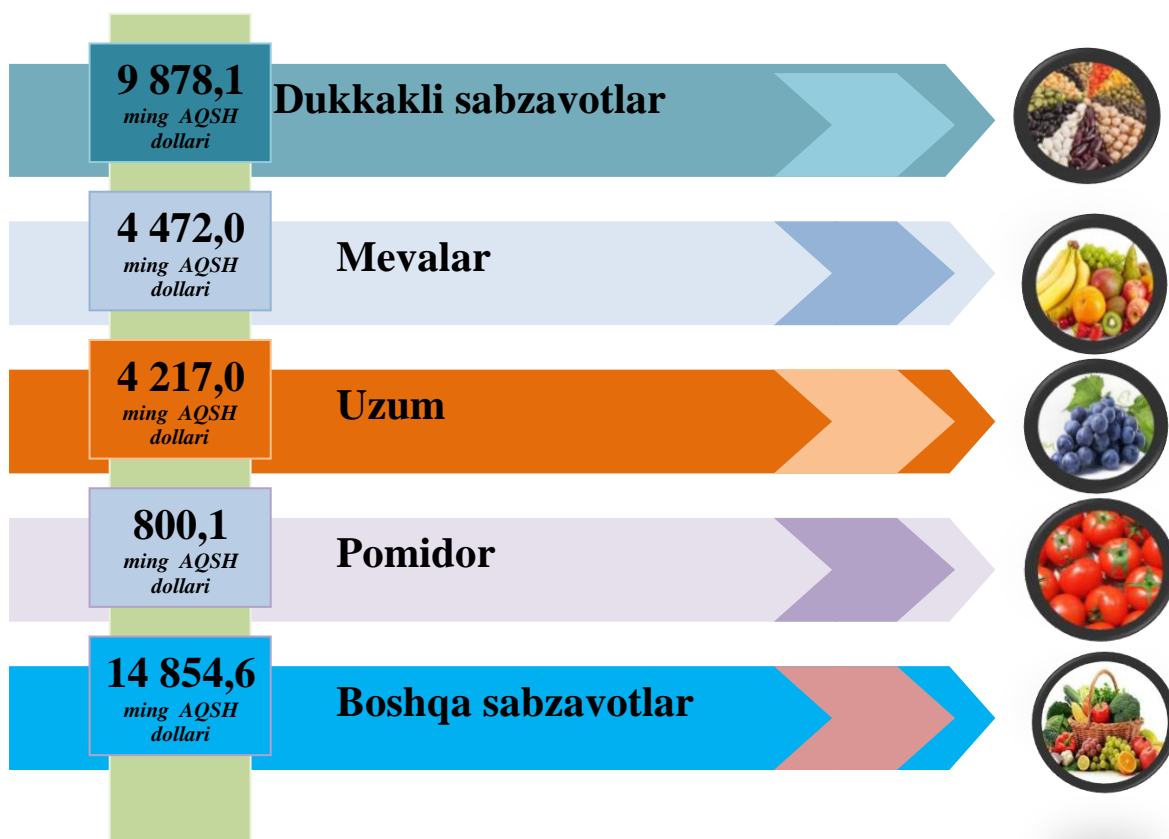 9 878,1
ming AQSH
dollari
Dukkakli sabzavotlar
4 472,0
ming AQSH
dollari
Mevalar
4 217,0
ming AQSH
dollari
Uzum
800,1
ming AQSH
dollari
Pomidor
14 854,6
ming AQSH
dollari
Boshqa sabzavotlar